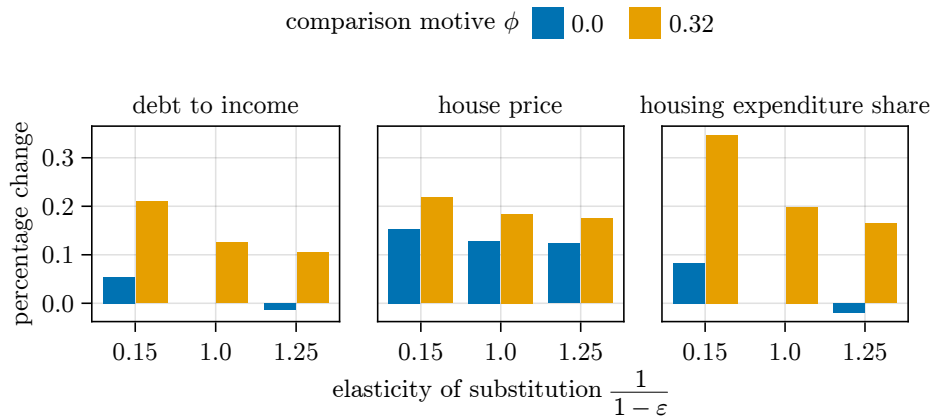 comparison motive ϕ 0.0 0.32
debt to income
house price
housing expenditure share
percentage change
0.3
0.2
0.1
0.0
0.15 1.0 1.25
0.15 1.0 1.25
0.15 1.0 1.25
elasticity of substitution 1
1 − ε